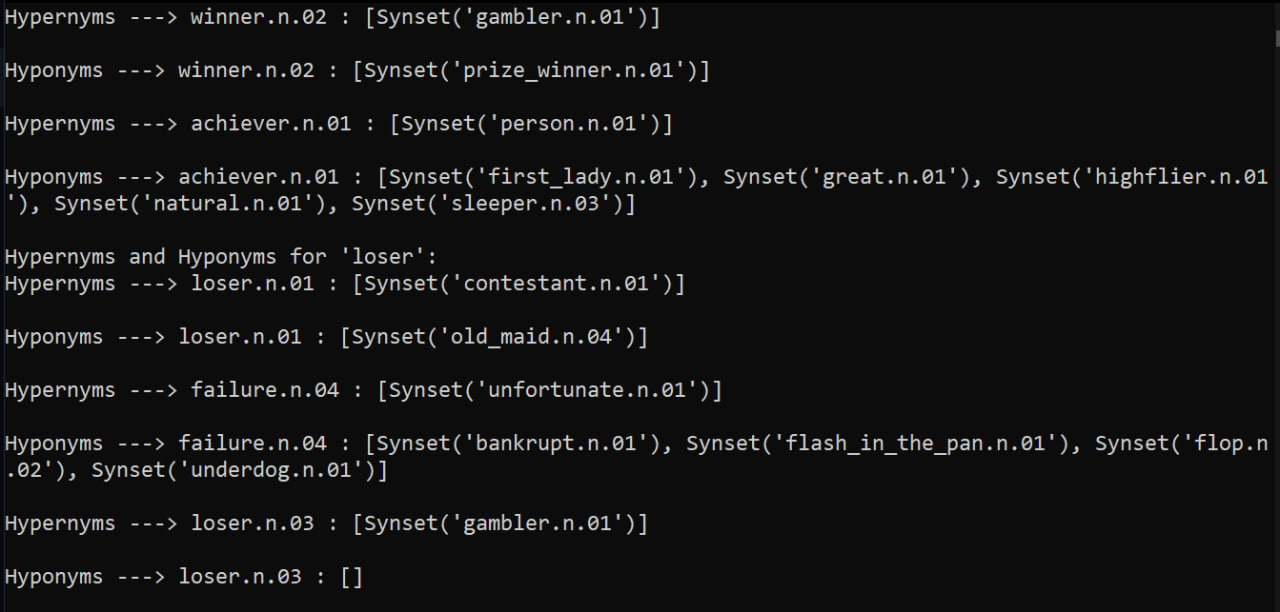 Hypernyms ---> winner.n.02 : [Synset('gambler.n.01')]
Hyponyms ---> winner.n.02 : [Synset('prize_winner.n.01')]
Hypernyms ---> achiever.n.01 : [Synset('person.n.01')]
Hyponyms ---> achiever.n.01 : [Synset('first_lady.n.01'), Synset('great.n.01'), Synset('highflier.n.01
'), Synset('natural.n.01'), Synset('sleeper.n.03')]
Hypernyms and Hyponyms for 'loser':
Hypernyms ---> loser.n.01 : [Synset('contestant.n.01')]
Hyponyms ---> loser.n.01 : [Synset('old_maid.n.04')]
Hypernyms ---> failure.n.04 : [Synset('unfortunate.n.01')]
Hyponyms ---> failure.n.04 : [Synset('bankrupt.n.01'), Synset('flash_in_the_pan.n.01'), Synset('flop.n
.02'), Synset('underdog.n.01')]
Hypernyms ---> loser.n.03 : [Synset('gambler.n.01')]
Hyponyms ---> loser.n.03 : []